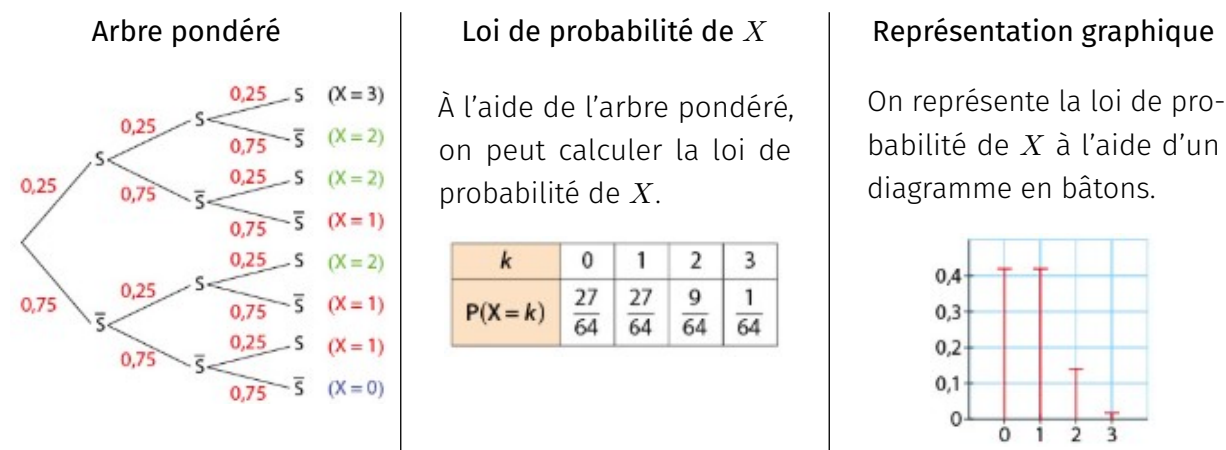 Arbre pondéré
0,25
0,75
S
S̅
0,25
0,75
0,25
0,75
S
S̅
S
S̅
0,25 S (X = 3)
0,75 S̅ (X = 2)
0,25 S (X = 2)
0,75 S̅ (X = 1)
0,25 S (X = 2)
0,75 S̅ (X = 1)
0,25 S (X = 1)
0,75 S̅ (X = 0)
Loi de probabilité de X
À l'aide de l'arbre pondéré,
on peut calculer la loi de
probabilité de X.
k 0 1 2 3
P(X = k) 27/64 27/64 9/64 1/64
Représentation graphique
On représente la loi de pro-
babilité de X à l'aide d'un
diagramme en bâtons.
0,4
0,3
0,2
0,1
0
0 1 2 3